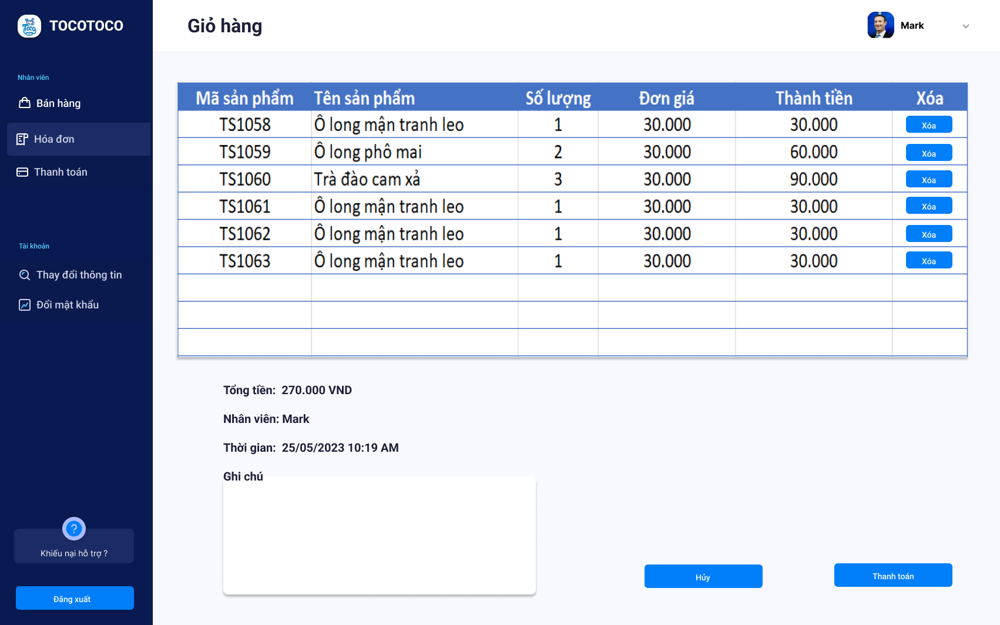 TOCOTOCO
Nhân viên
Bán hàng
Hóa đơn
Thanh toán
Tài khoản
Thay đổi thông tin
Đổi mật khẩu
?
Khiếu nại hỗ trợ ?
Đăng xuất
Giỏ hàng
Mark
Mã sản phẩm Tên sản phẩm Số lượng Đơn giá Thành tiền Xóa
TS1058 Ô long mận tranh leo 1 30.000 30.000 Xóa
TS1059 Ô long phô mai 2 30.000 60.000 Xóa
TS1060 Trà đào cam xả 3 30.000 90.000 Xóa
TS1061 Ô long mận tranh leo 1 30.000 30.000 Xóa
TS1062 Ô long mận tranh leo 1 30.000 30.000 Xóa
TS1063 Ô long mận tranh leo 1 30.000 30.000 Xóa
Tổng tiền: 270.000 VND
Nhân viên: Mark
Thời gian: 25/05/2023 10:19 AM
Ghi chú
Hủy
Thanh toán